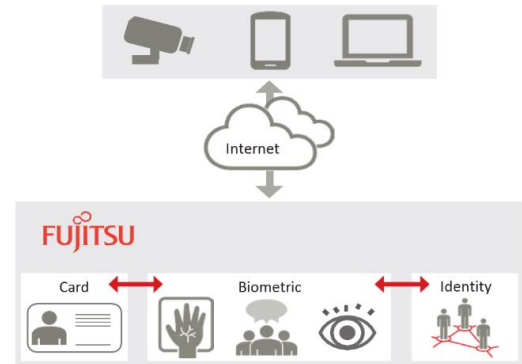 Internet
FUJITSU
Card
Biometric
Identity